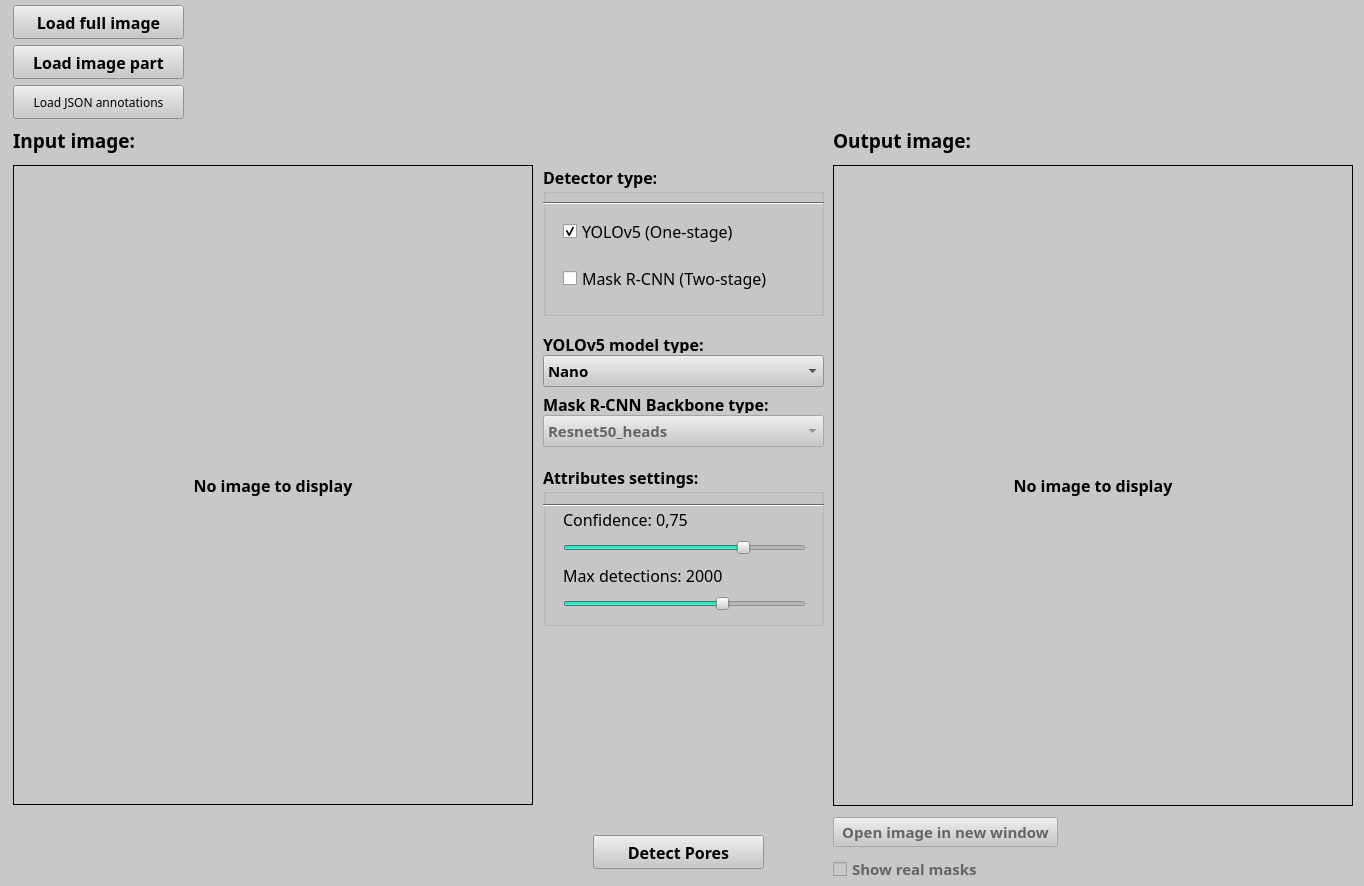 Load full image
Load image part
Load JSON annotations
Input image:
No image to display
Detector type:
YOLOv5 (One-stage)
Mask R-CNN (Two-stage)
YOLOv5 model type:
Nano
Mask R-CNN Backbone type:
Resnet50_heads
Attributes settings:
Confidence: 0,75
Max detections: 2000
Detect Pores
Output image:
No image to display
Open image in new window
Show real masks